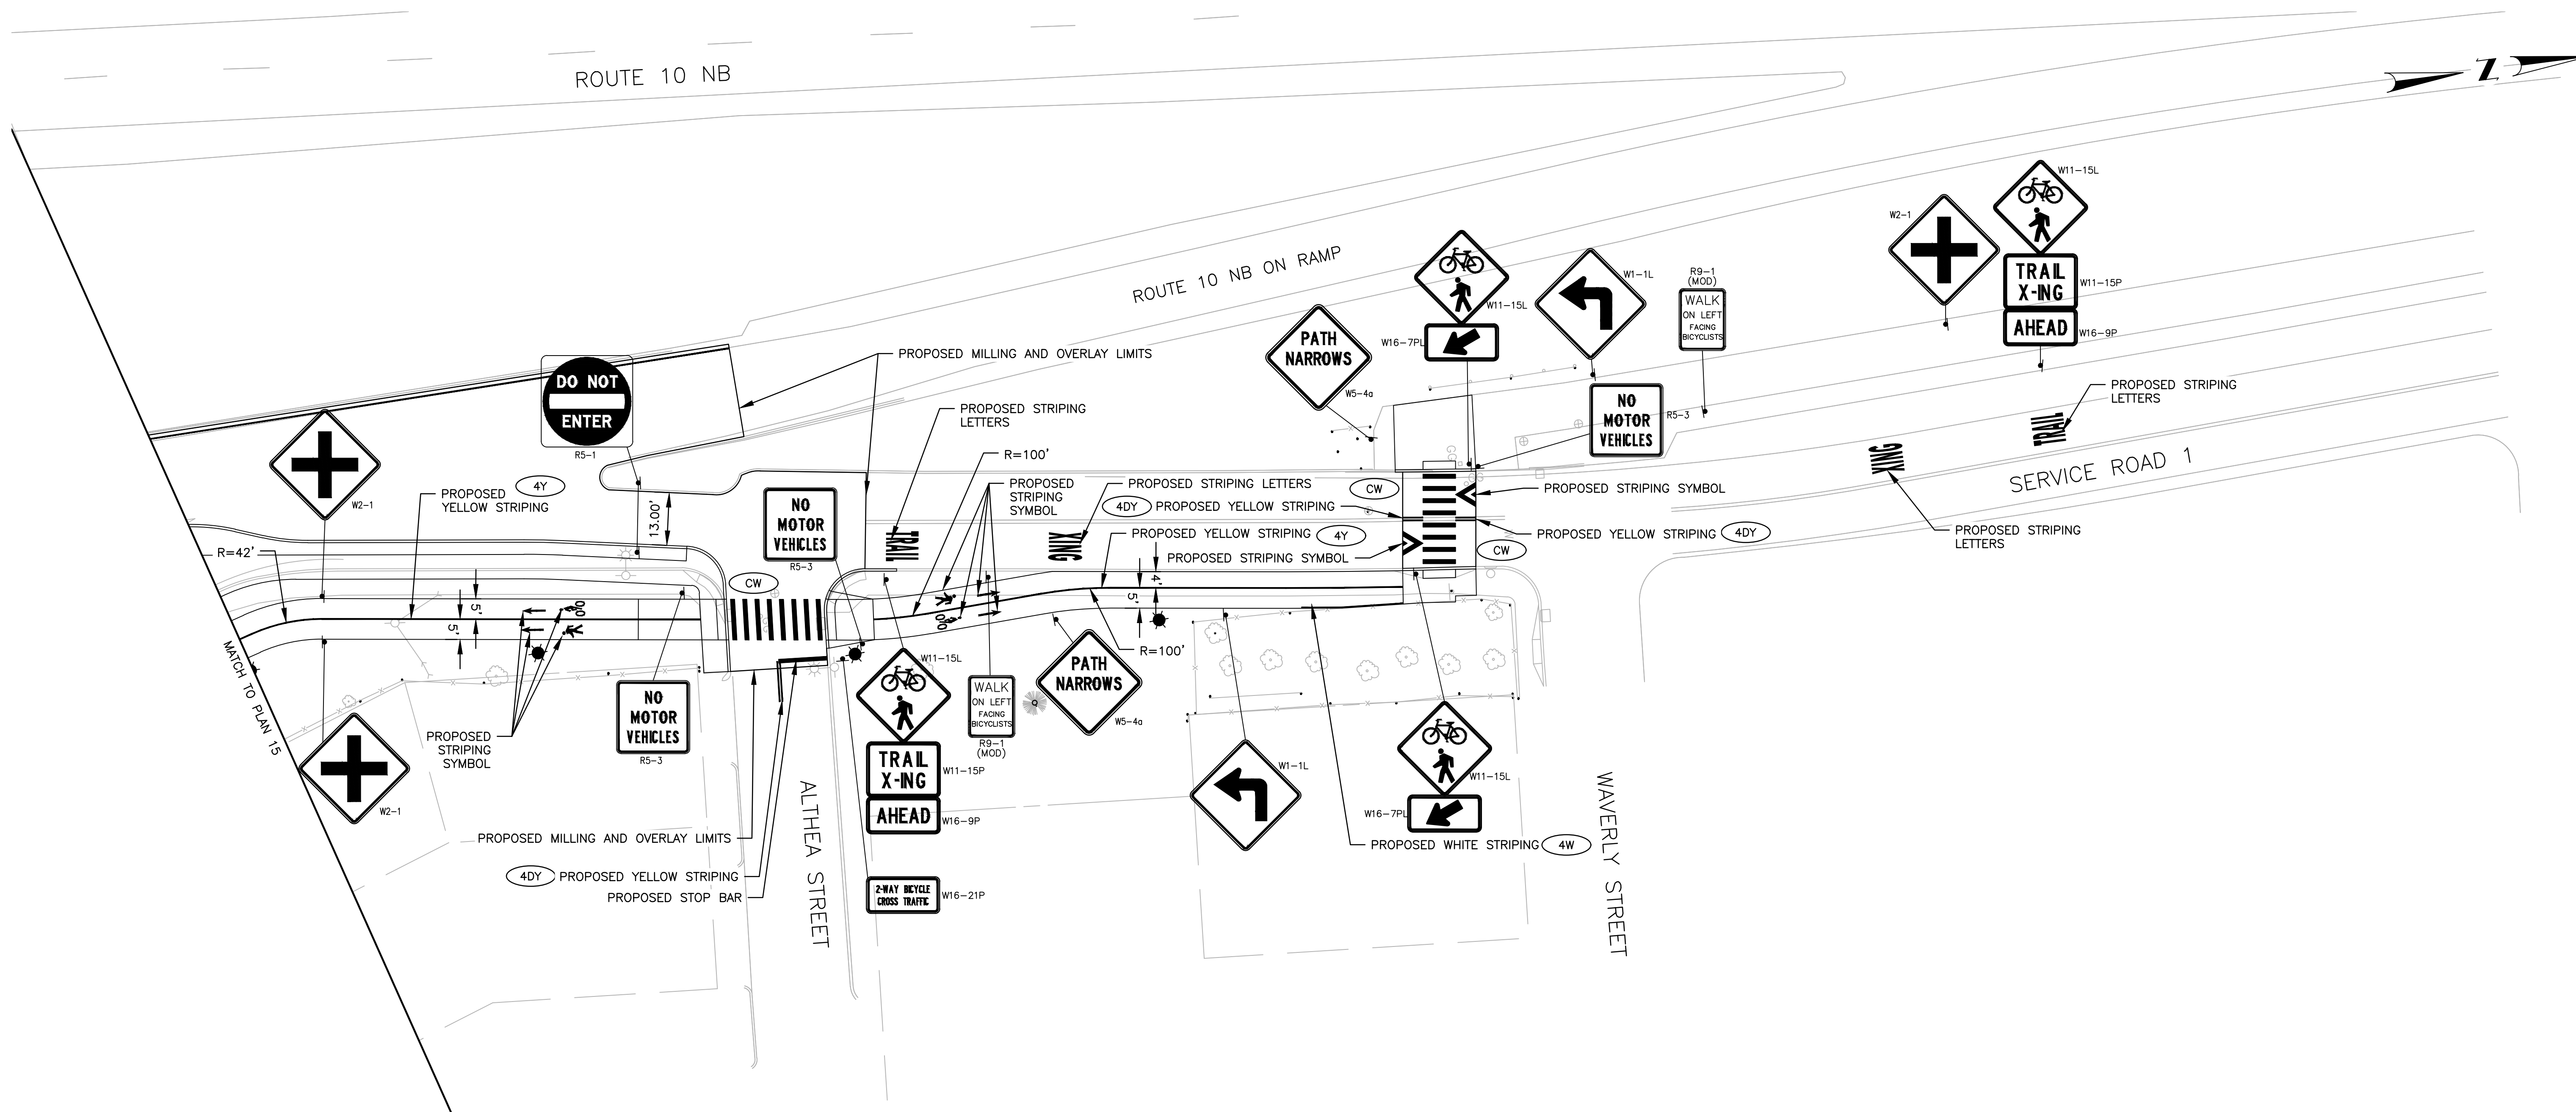 ROUTE 10 NB
N
W11-15L
W2-1
TRAIL
X-ING
W11-15P
AHEAD
W16-9P
ROUTE 10 NB ON RAMP
W11-15L
W16-7PL
W1-1L
R9-1
(MOD)
WALK
ON LEFT
FACING
BICYCLISTS
PATH
NARROWS
W5-4a
NO
MOTOR
VEHICLES
R5-3
PROPOSED STRIPING
LETTERS
TRAIL
XING
SERVICE ROAD 1
PROPOSED STRIPING
LETTERS
PROPOSED MILLING AND OVERLAY LIMITS
DO NOT
ENTER
R5-1
W2-1
PROPOSED STRIPING
LETTERS
R=100'
PROPOSED
YELLOW STRIPING
4Y
13.00'
NO
MOTOR
VEHICLES
R5-3
TRAIL
PROPOSED
STRIPING
SYMBOL
XING
PROPOSED STRIPING LETTERS
4DY
PROPOSED YELLOW STRIPING
PROPOSED YELLOW STRIPING
4Y
PROPOSED STRIPING SYMBOL
CW
GG
PROPOSED STRIPING SYMBOL
PROPOSED YELLOW STRIPING
4DY
CW
R=42'
CW
5'
5'
4'
5'
R=100'
MATCH TO PLAN 15
W2-1
PROPOSED
STRIPING
SYMBOL
NO
MOTOR
VEHICLES
R5-3
W11-15L
TRAIL
X-ING
W11-15P
AHEAD
W16-9P
WALK
ON LEFT
FACING
BICYCLISTS
R9-1
(MOD)
PATH
NARROWS
W5-4a
W1-1L
W11-15L
W16-7PL
PROPOSED WHITE STRIPING
4W
PROPOSED MILLING AND OVERLAY LIMITS
4DY
PROPOSED YELLOW STRIPING
PROPOSED STOP BAR
ALTHEA STREET
2-WAY BICYCLE
CROSS TRAFFIC
W16-21P
WAVERLY STREET